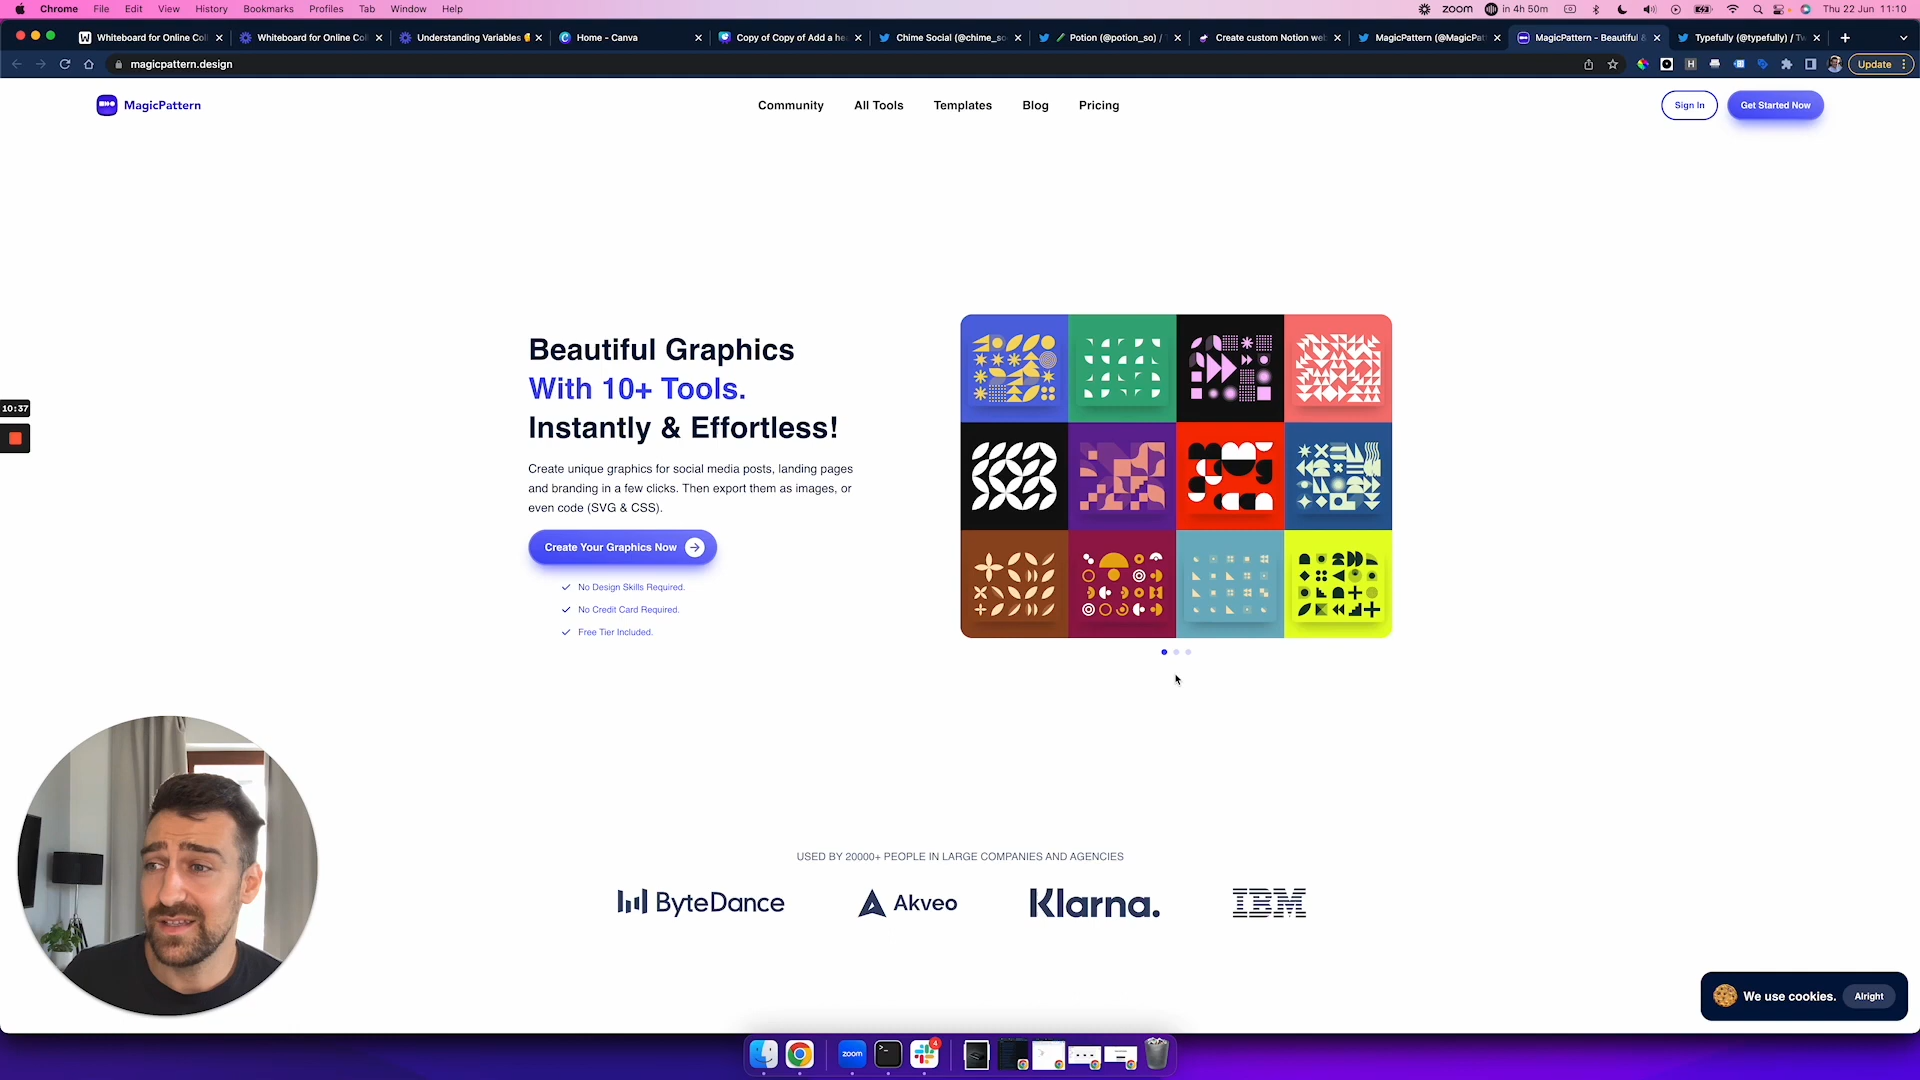 Chrome File Edit View History Bookmarks Profiles Tab Window Help
zoom in 4h 50m Thu 22 Jun 11:10
Whiteboard for Online Col
Whiteboard for Online Col
Understanding Variables
Home - Canva
Copy of Copy of Add a he
Chime Social (@chime_so
Potion (@potion_so) /
Create custom Notion we
MagicPattern (@MagicPat
MagicPattern - Beautiful &
Typefully (@typefully) / Tw
magicpattern.design
Update
MagicPattern
Community All Tools Templates Blog Pricing
Sign In Get Started Now
Beautiful Graphics
With 10+ Tools.
Instantly & Effortless!
Create unique graphics for social media posts, landing pages
and branding in a few clicks. Then export them as images, or
even code (SVG & CSS).
Create Your Graphics Now
No Design Skills Required.
No Credit Card Required.
Free Tier Included.
10:37
USED BY 20000+ PEOPLE IN LARGE COMPANIES AND AGENCIES
ByteDance Akveo Klarna. IBM
We use cookies. Alright
zoom
4